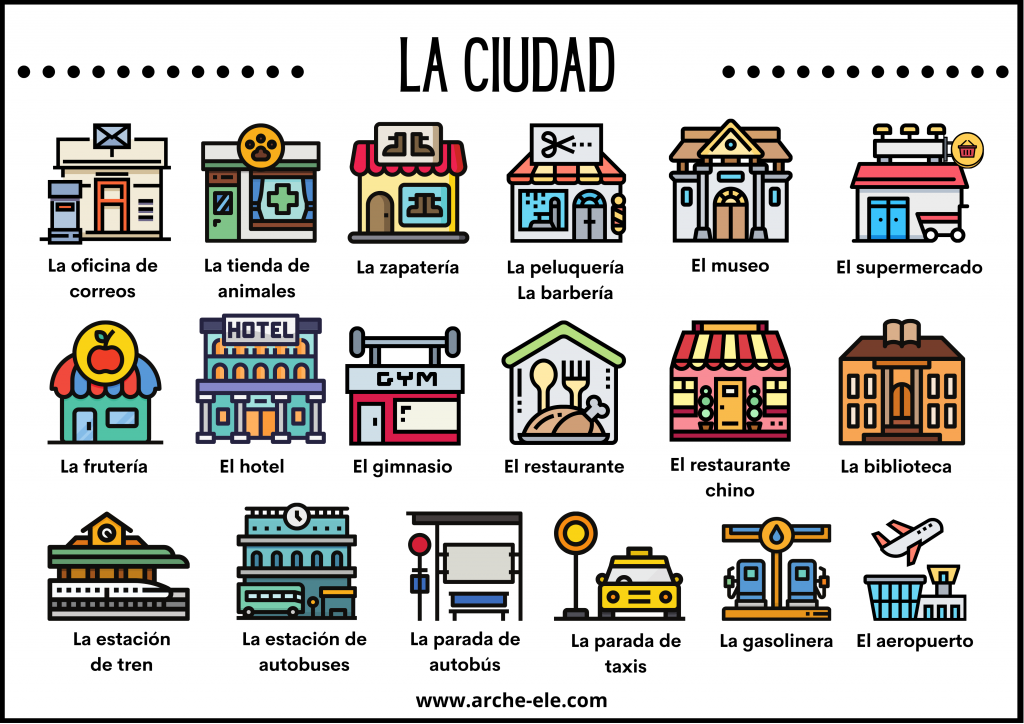 LA CIUDAD
La oficina de
correos
La tienda de
animales
La zapatería
La peluquería
La barbería
El museo
El supermercado
HOTEL
GYM
La frutería
El hotel
El gimnasio
El restaurante
El restaurante
chino
La biblioteca
La estación
de tren
La estación de
autobuses
La parada de
autobús
La parada de
taxis
La gasolinera
El aeropuerto
www.arche-ele.com